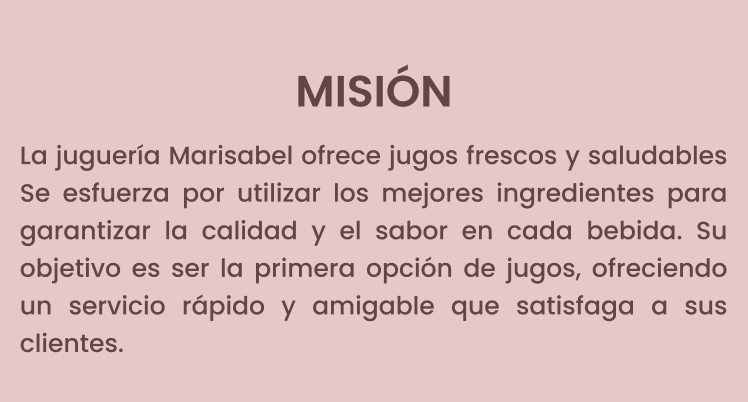 MISIÓN
La juguería Marisabel ofrece jugos frescos y saludables
Se esfuerza por utilizar los mejores ingredientes para
garantizar la calidad y el sabor en cada bebida. Su
objetivo es ser la primera opción de jugos, ofreciendo
un servicio rápido y amigable que satisfaga a sus
clientes.